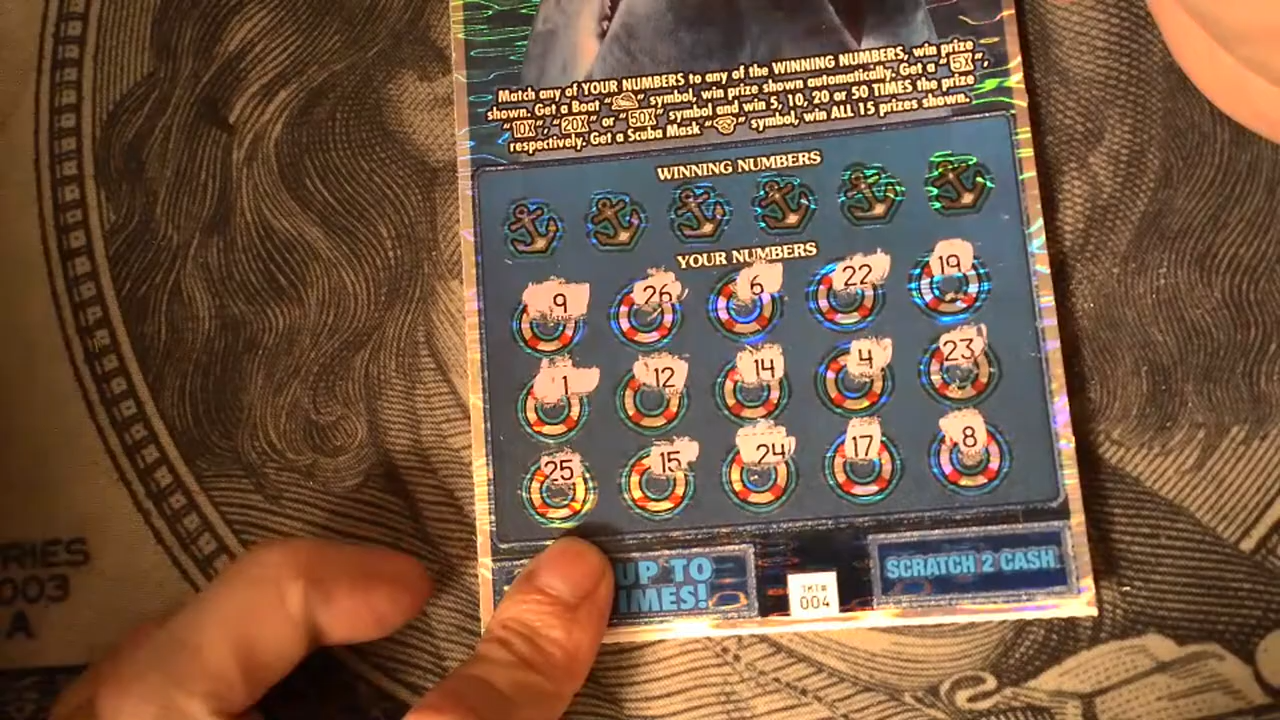 Match any of YOUR NUMBERS to any of the WINNING NUMBERS, win prize
shown. Get a Boat " " symbol, win prize shown automatically. Get a "5X",
"10X", "20X" or "50X" symbol and win 5, 10, 20 or 50 TIMES the prize
respectively. Get a Scuba Mask " " symbol, win ALL 15 prizes shown.
WINNING NUMBERS
YOUR NUMBERS
9 26 6 22 19
1 12 14 4 23
25 15 24 17 8
UP TO
TIMES!
SCRATCH 2 CASH
TKT#
004
RIES
003
A